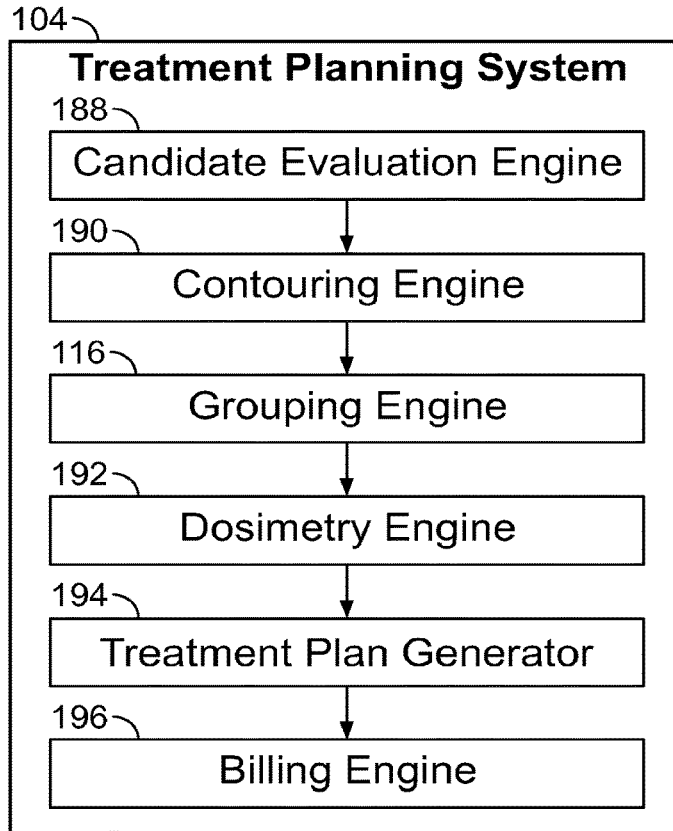 104
Treatment Planning System
188
Candidate Evaluation Engine
190
Contouring Engine
116
Grouping Engine
192
Dosimetry Engine
194
Treatment Plan Generator
196
Billing Engine